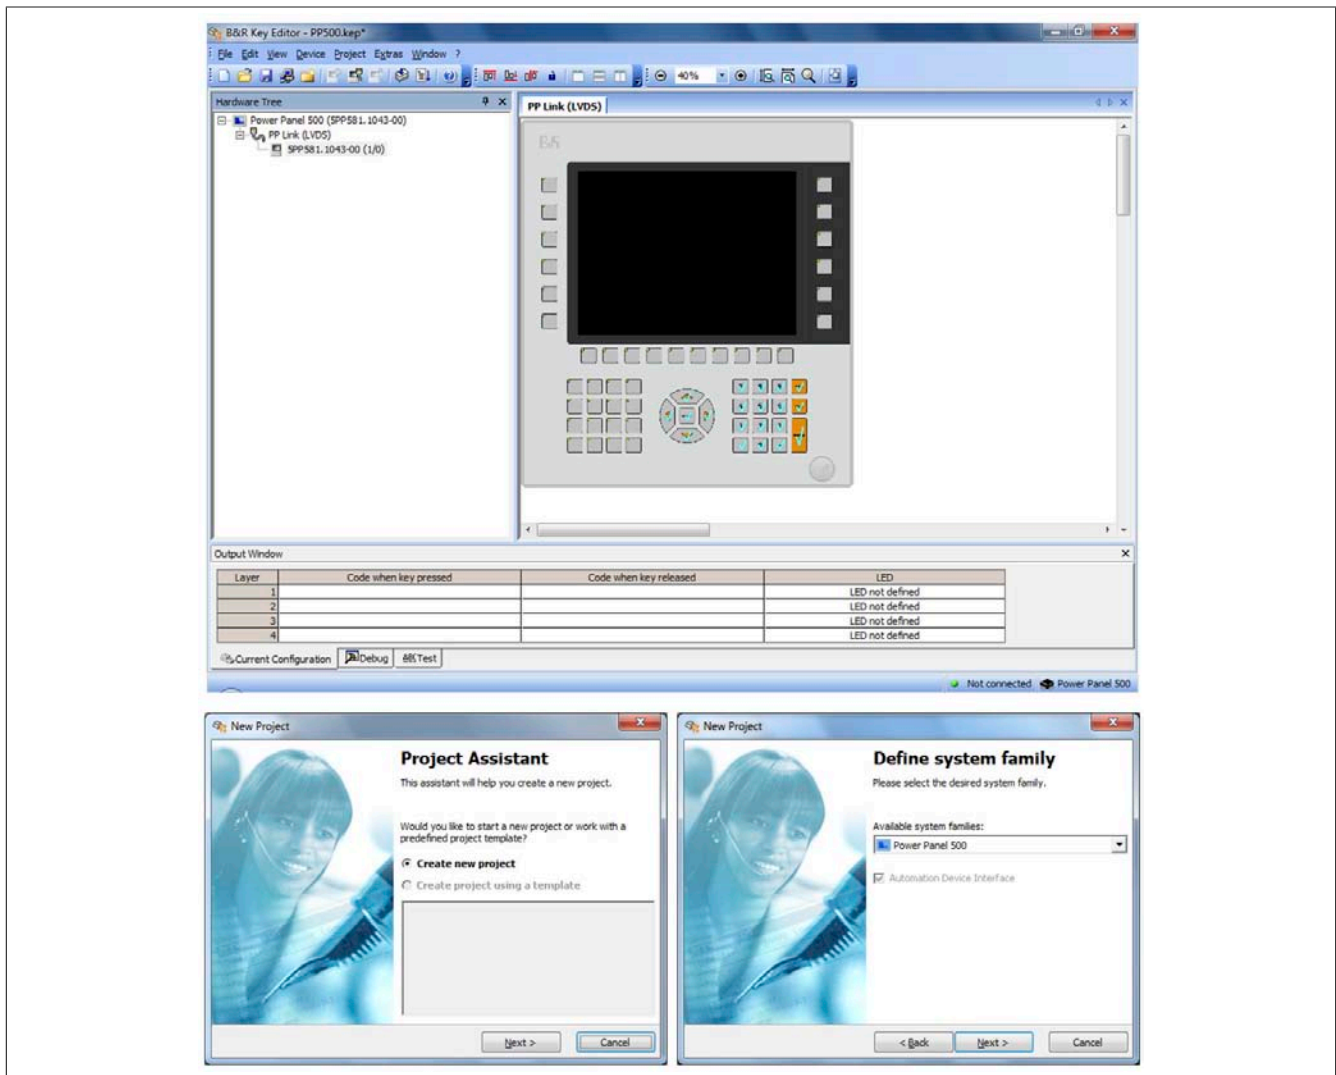 B&R Key Editor - PP500.kep*
File Edit View Device Project Extras Window ?
40%
Hardware Tree
PP Link (LVDS)
Power Panel 500 (5PP581.1043-00)
PP Link (LVDS)
5PP581.1043-00 (1/0)
Output Window
Layer Code when key pressed Code when key released LED
1 LED not defined
2 LED not defined
3 LED not defined
4 LED not defined
Current Configuration Debug Test
Not connected Power Panel 500
New Project
Project Assistant
This assistant will help you create a new project.
Would you like to start a new project or work with a
predefined project template?
Create new project
Create project using a template
Next > Cancel
New Project
Define system family
Please select the desired system family.
Available system families:
Power Panel 500
Automation Device Interface
< Back Next > Cancel